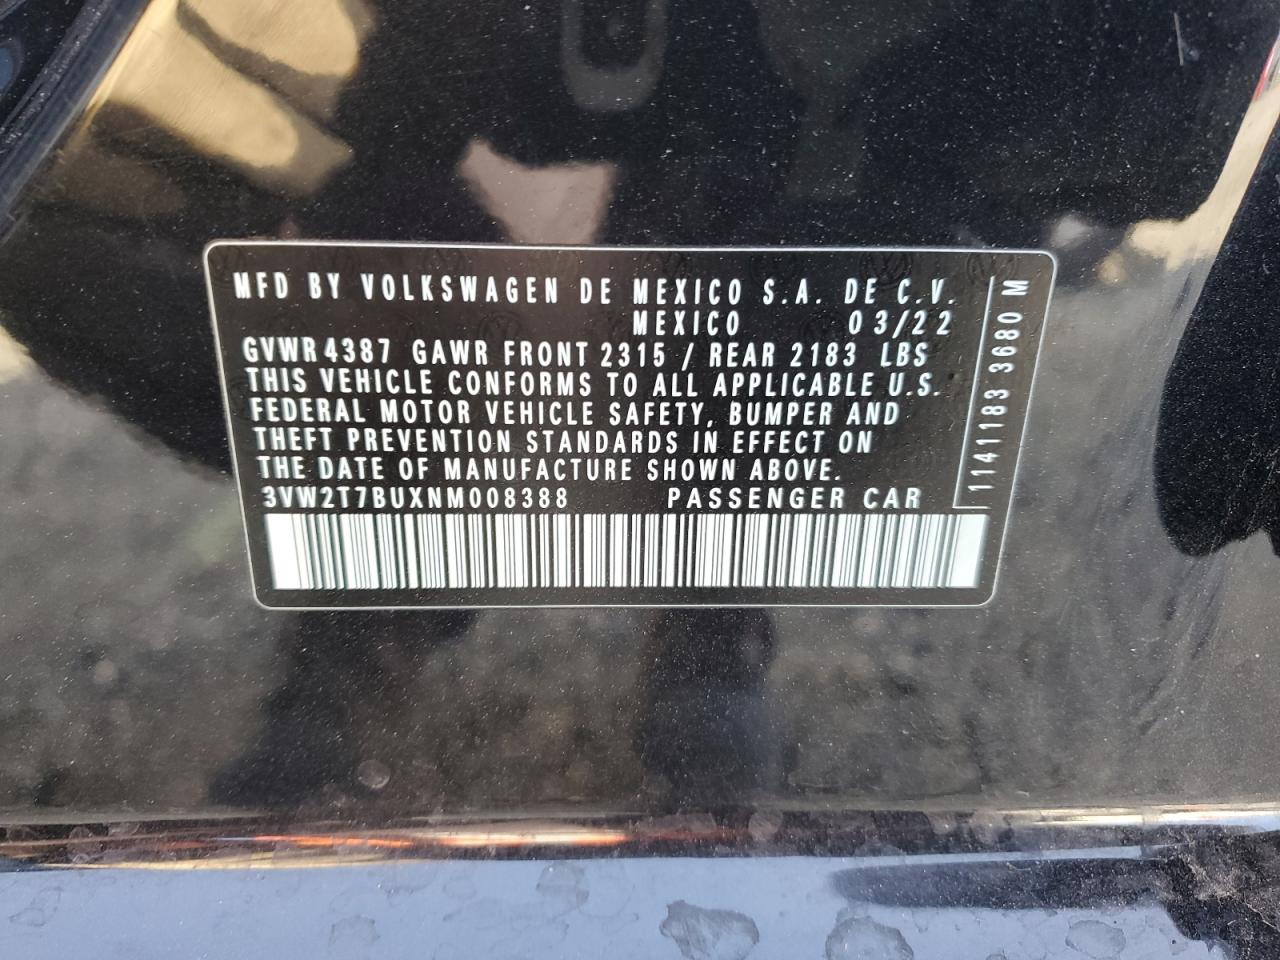 MFD BY VOLKSWAGEN DE MEXICO S.A. DE C.V.
MEXICO 03/22
GVWR 4387 GAWR FRONT 2315 / REAR 2183 LBS
THIS VEHICLE CONFORMS TO ALL APPLICABLE U.S.
FEDERAL MOTOR VEHICLE SAFETY, BUMPER AND
THEFT PREVENTION STANDARDS IN EFFECT ON
THE DATE OF MANUFACTURE SHOWN ABOVE.
3VW2T7BUXNM008388 PASSENGER CAR
1141183 3680 M